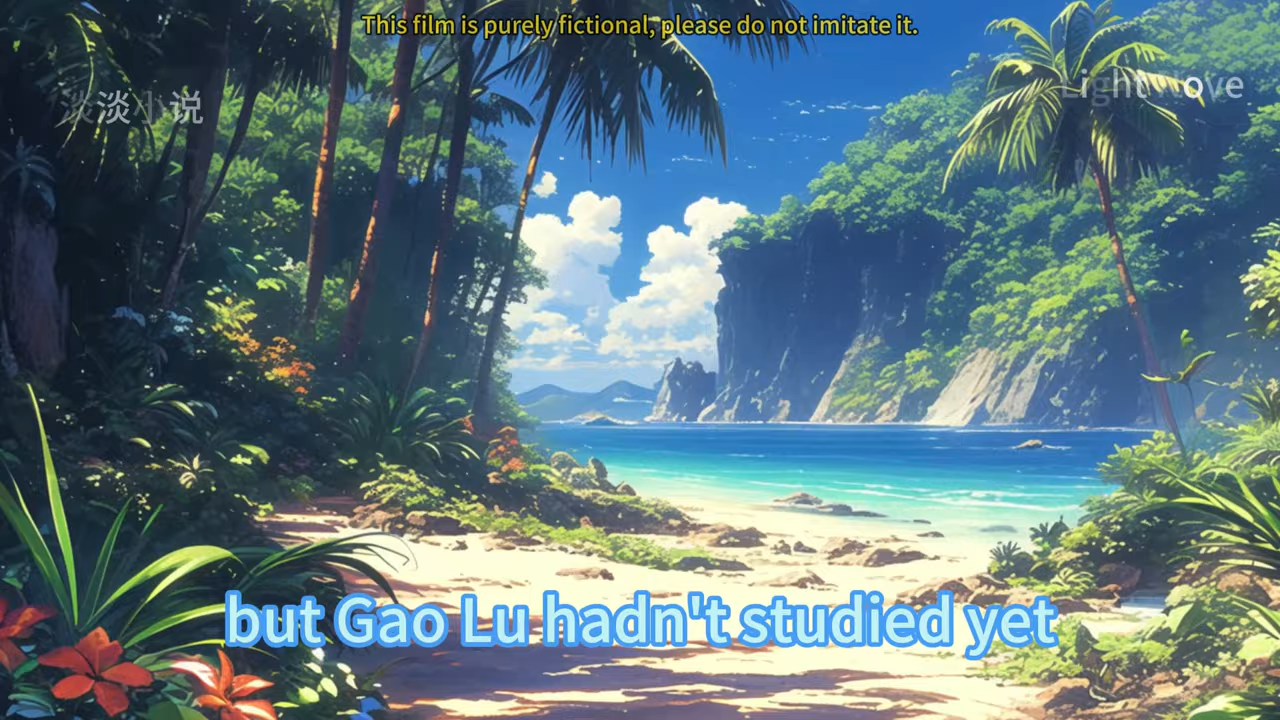 This film is purely fictional, please do not imitate it.
淡淡小说
Light
but Gao Lu hadn't studied yet